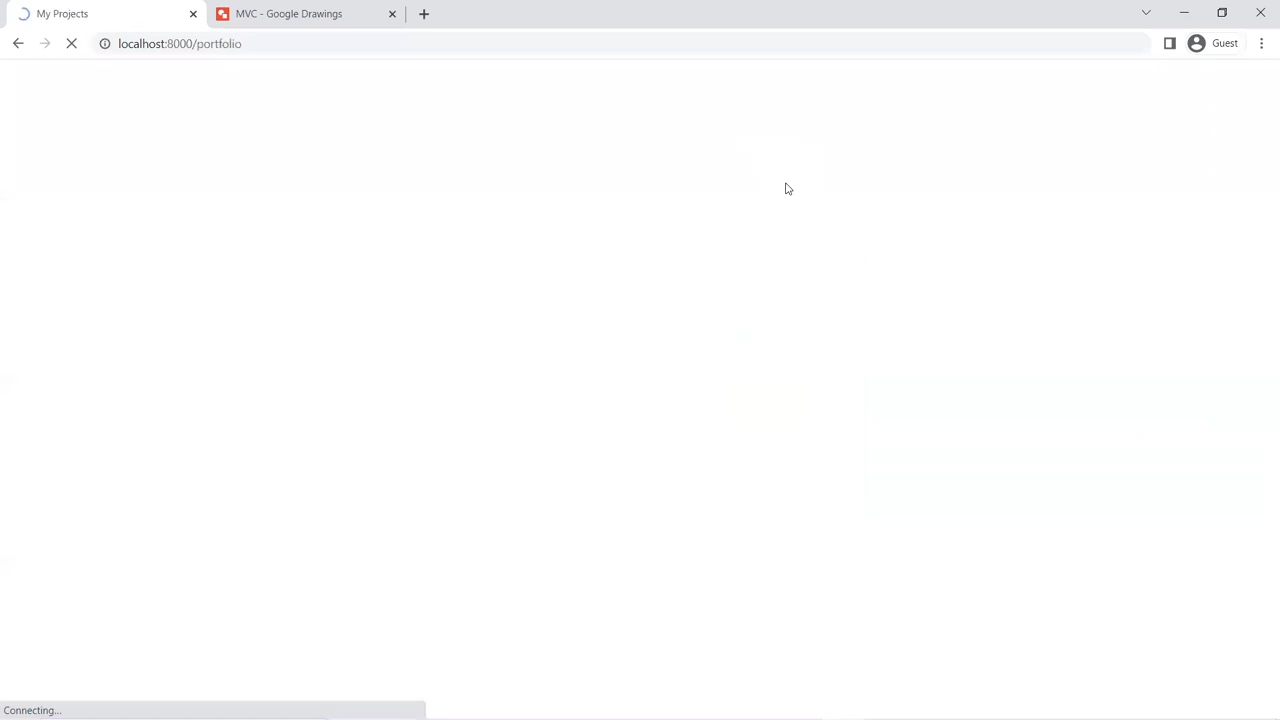 My Projects
MVC - Google Drawings
localhost:8000/portfolio
Guest
Connecting...